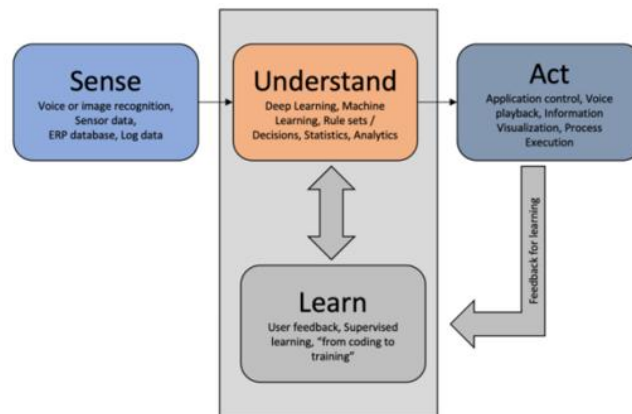 Sense
Voice or image recognition,
Sensor data,
ERP database, Log data
Understand
Deep Learning, Machine
Learning, Rule sets /
Decisions, Statistics, Analytics
Act
Application control, Voice
playback, Information
Visualization, Process
Execution
Feedback for learning
Learn
User feedback, Supervised
learning, "from coding to
training"